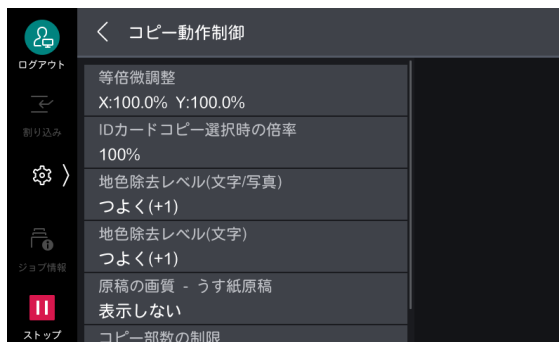 コピー動作制御
ログアウト
割り込み
ジョブ情報
ストップ
等倍微調整
X:100.0% Y:100.0%
IDカードコピー選択時の倍率
100%
地色除去レベル(文字/写真)
つよく(+1)
地色除去レベル(文字)
つよく(+1)
原稿の画質 - うす紙原稿
表示しない
コピー部数の制限